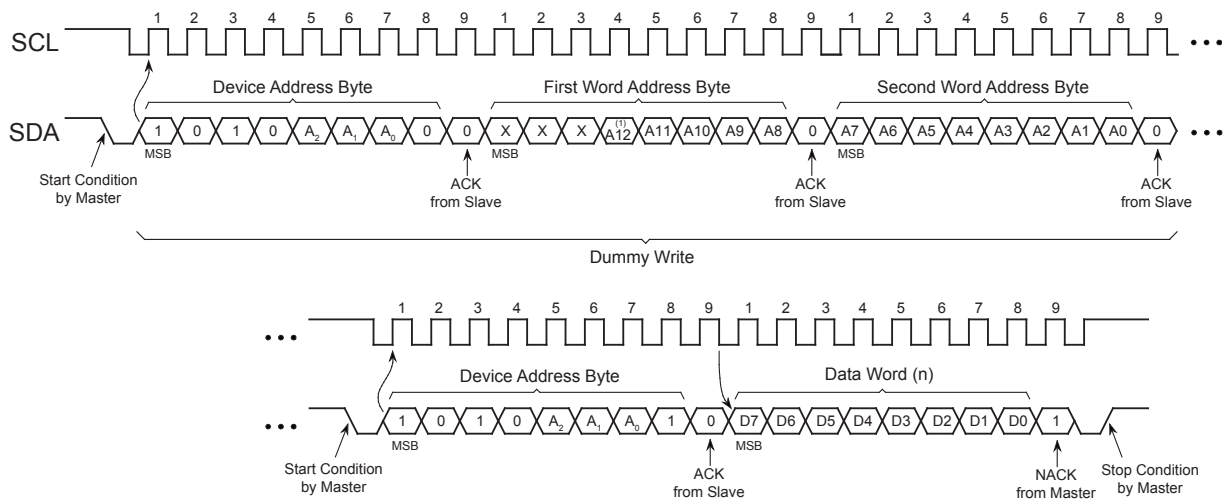 1 2 3 4 5 6 7 8 9 1 2 3 4 5 6 7 8 9 1 2 3 4 5 6 7 8 9
SCL
Device Address Byte First Word Address Byte Second Word Address Byte
SDA 1 0 1 0 A2 A1 A0 0 0 X X X A12(1) A11 A10 A9 A8 0 A7 A6 A5 A4 A3 A2 A1 A0 0
MSB MSB MSB
Start Condition
by Master
ACK
from Slave
ACK
from Slave
ACK
from Slave
Dummy Write
1 2 3 4 5 6 7 8 9 1 2 3 4 5 6 7 8 9
Device Address Byte Data Word (n)
1 0 1 0 A2 A1 A0 1 0 D7 D6 D5 D4 D3 D2 D1 D0 1
MSB MSB
Start Condition
by Master
ACK
from Slave
NACK
from Master
Stop Condition
by Master